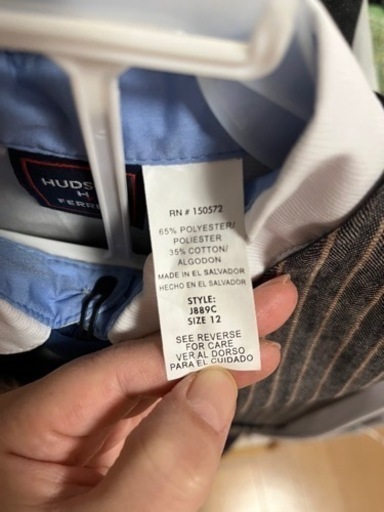 HUDS
H
FERR
RN # 150572
65% POLYESTER/
POLIESTER
35% COTTON/
ALGODON
MADE IN EL SALVADOR
HECHO EN EL SALVADOR
STYLE:
J889C
SIZE 12
SEE REVERSE
FOR CARE
VER AL DORSO
PARA EL CUIDADO